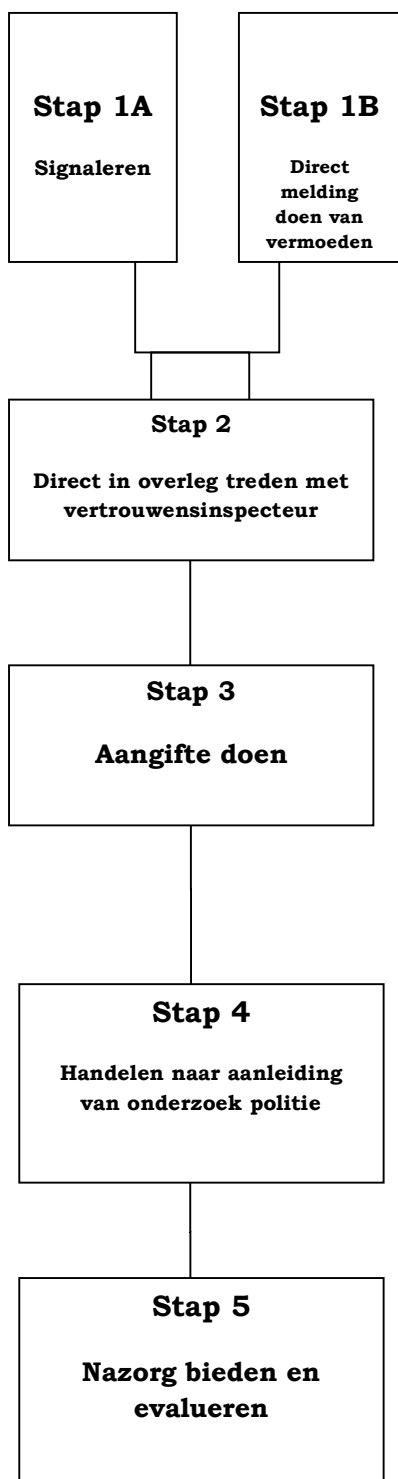 Stap 1A
Signaleren
Stap 1B
Direct
melding
doen van
vermoeden
Stap 2
Direct in overleg treden met
vertrouwensinspecteur
Stap 3
Aangifte doen
Stap 4
Handelen naar aanleiding
van onderzoek politie
Stap 5
Nazorg bieden en
evalueren